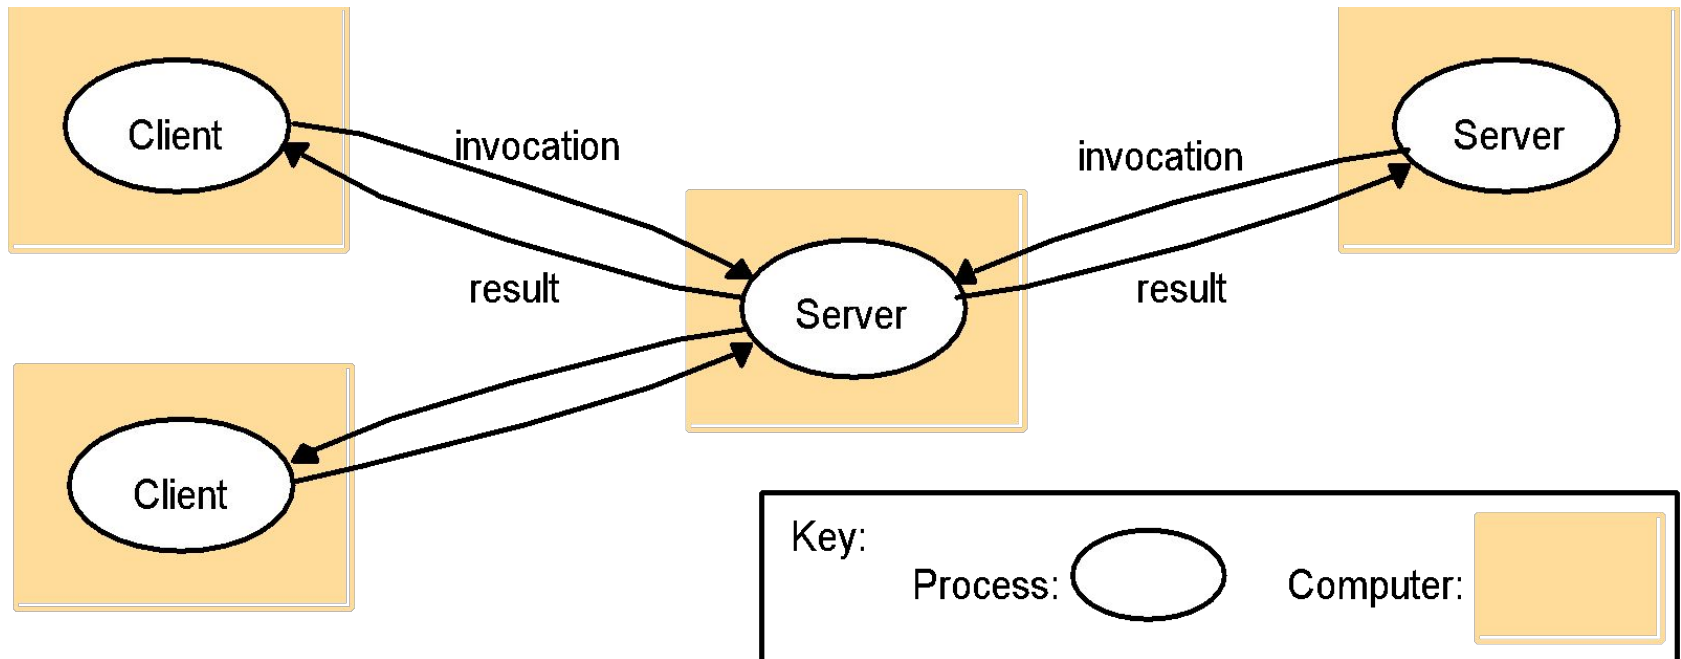 Client
invocation
invocation
Server
result
Server
result
Client
Key:
Process:
Computer: